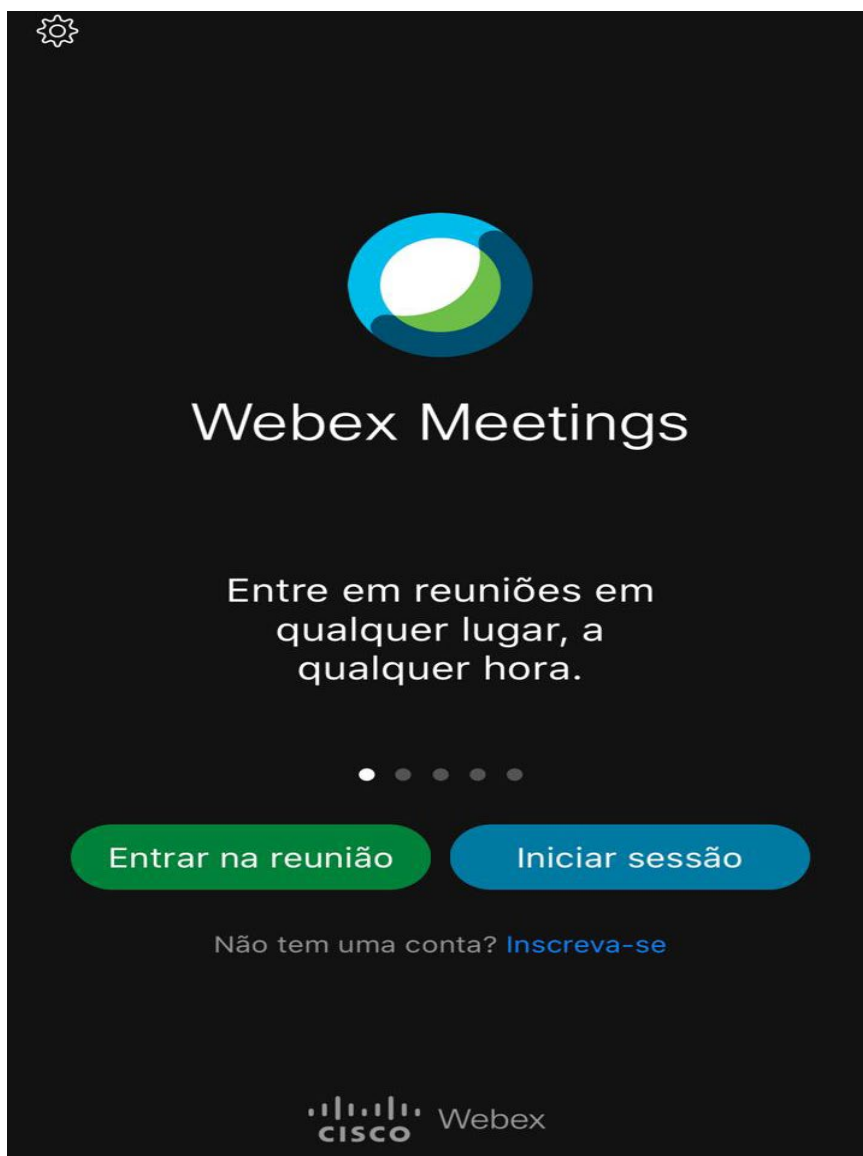 Webex Meetings
Entre em reuniões em
qualquer lugar, a
qualquer hora.
Entrar na reunião
Iniciar sessão
Não tem uma conta? Inscreva-se
CISCO Webex